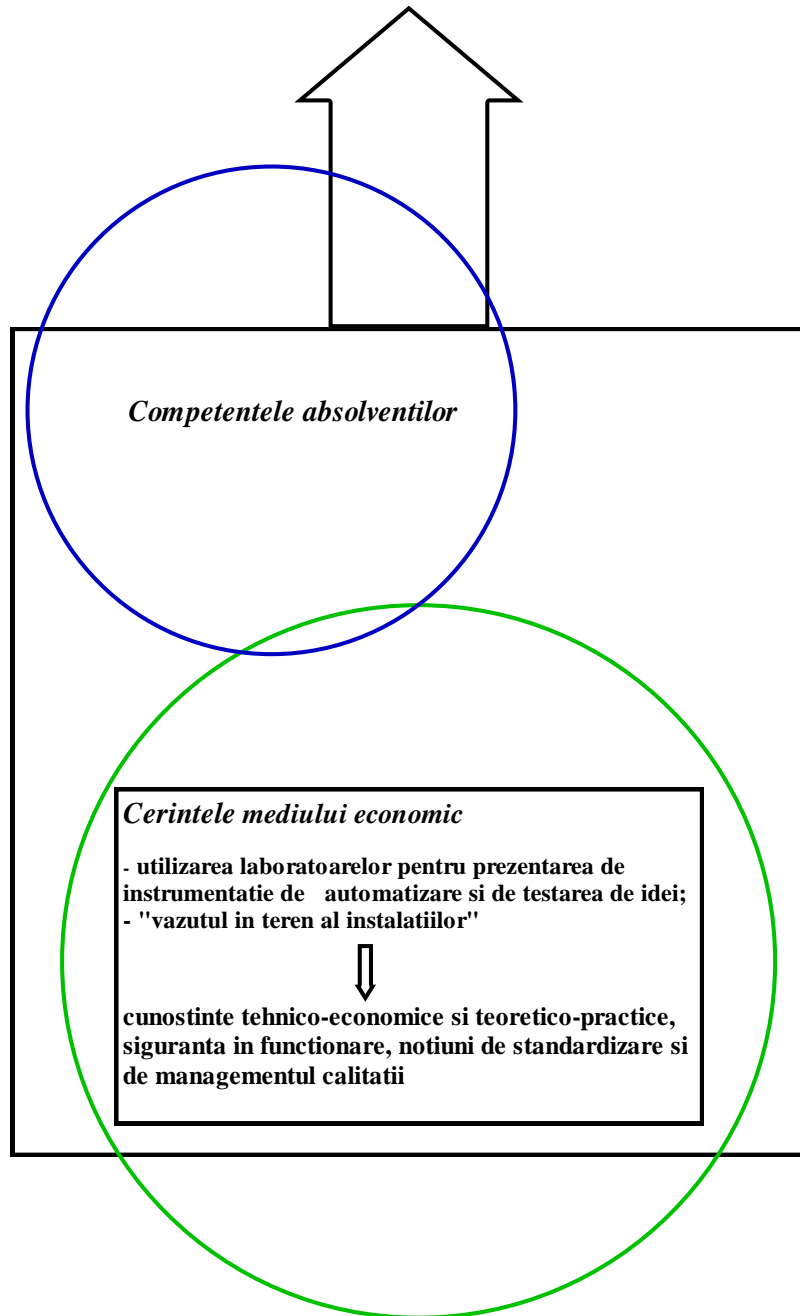 Competentele absolventilor
Cerintele mediului economic
- utilizarea laboratoarelor pentru prezentarea de
instrumentatie de automatizare si de testarea de idei;
- "vazutul in teren al instalatiilor"
cunostinte tehnico-economice si teoretico-practice,
siguranta in functionare, notiuni de standardizare si
de managementul calitatii